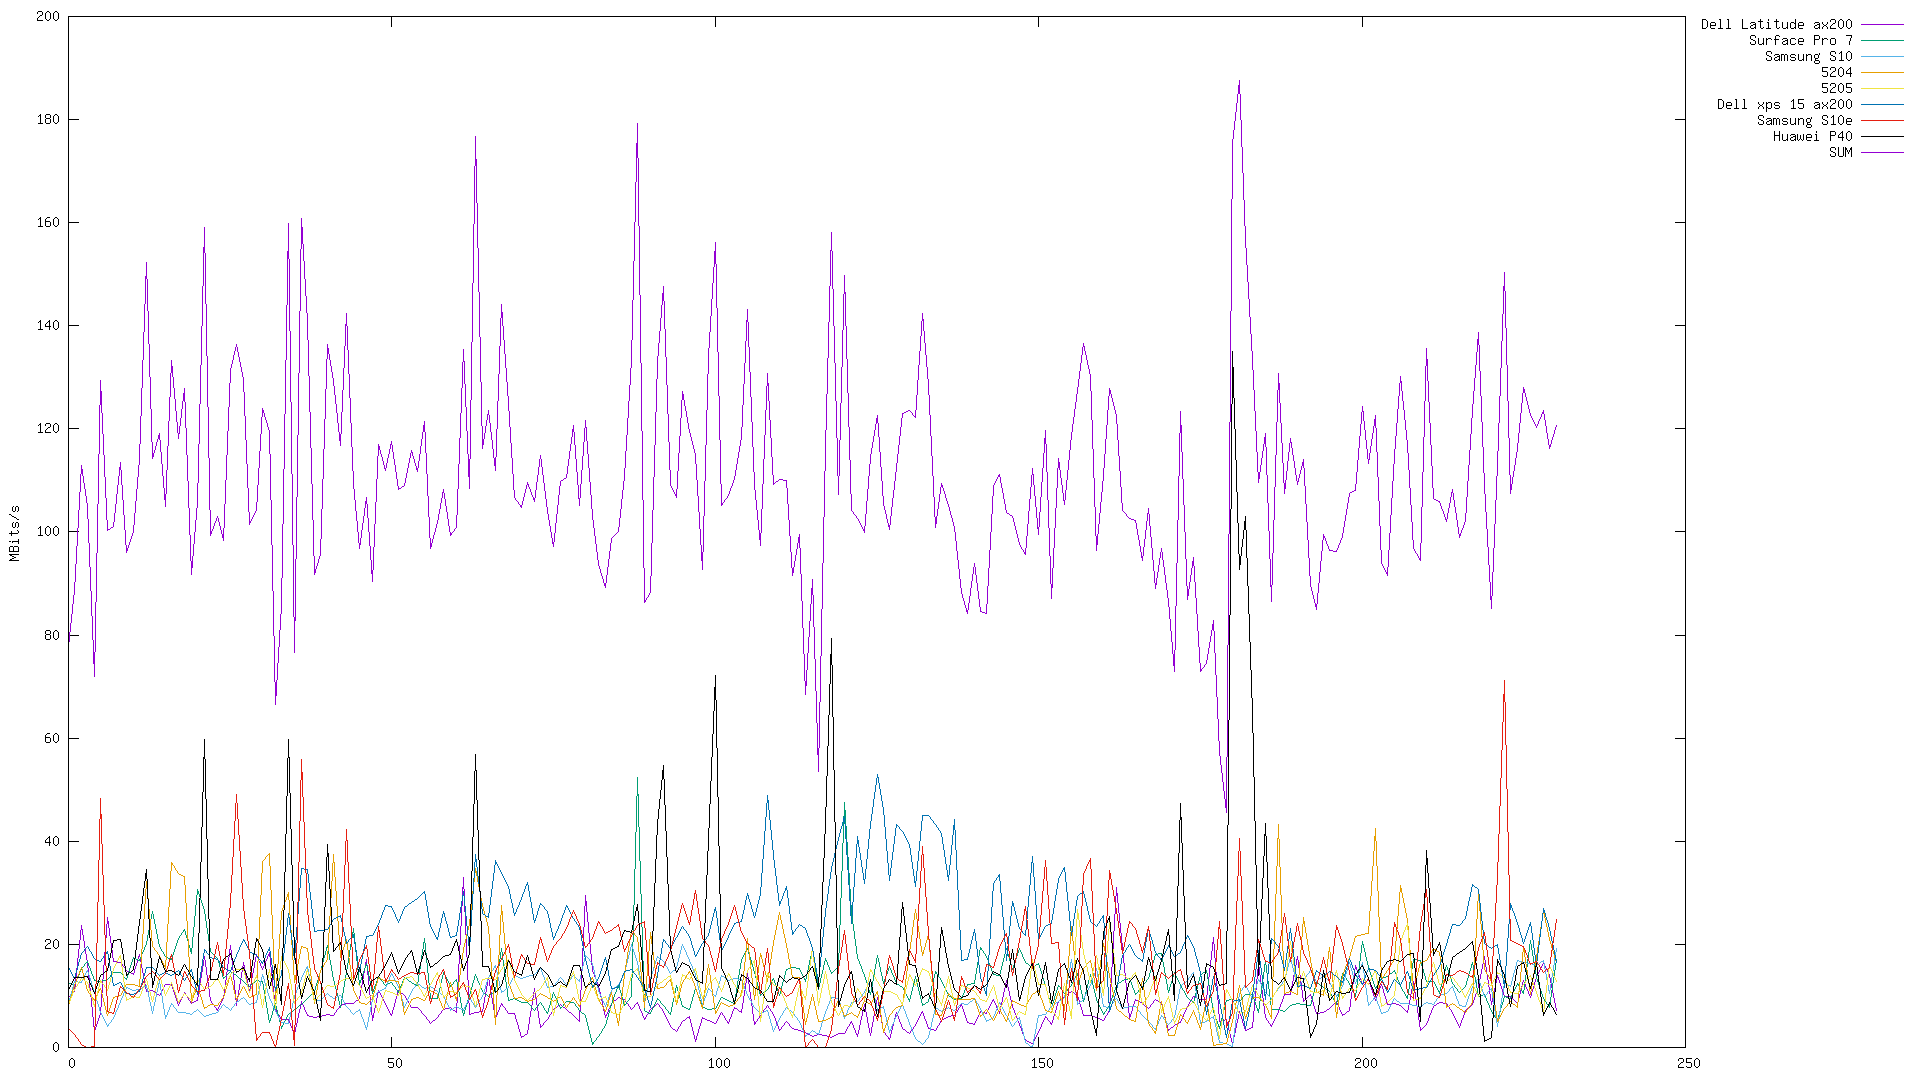 200
180
160
140
120
100
80
60
40
20
0
MBits/s
0 50 100 150 200 250
Dell Latitude ax200
Surface Pro 7
Samsung S10
5204
5205
Dell xps 15 ax200
Samsung S10e
Huawei P40
SUM